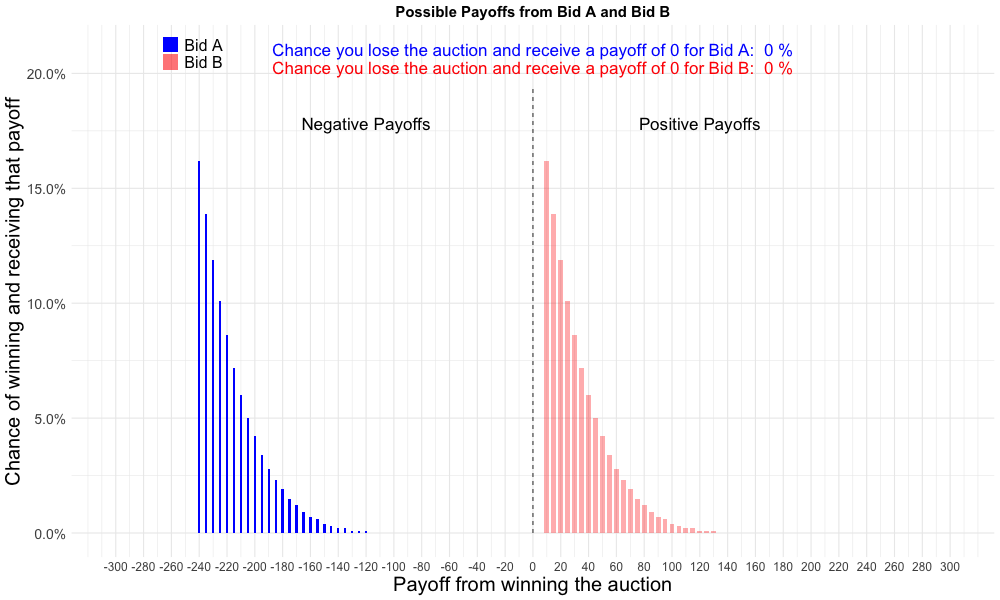 Possible Payoffs from Bid A and Bid B
Bid A
Bid B
Chance you lose the auction and receive a payoff of 0 for Bid A:  0 %
Chance you lose the auction and receive a payoff of 0 for Bid B:  0 %
Negative Payoffs
Positive Payoffs
Chance of winning and receiving that payoff
20.0%
15.0%
10.0%
5.0%
0.0%
-300 -280 -260 -240 -220 -200 -180 -160 -140 -120 -100 -80 -60 -40 -20 0 20 40 60 80 100 120 140 160 180 200 220 240 260 280 300
Payoff from winning the auction